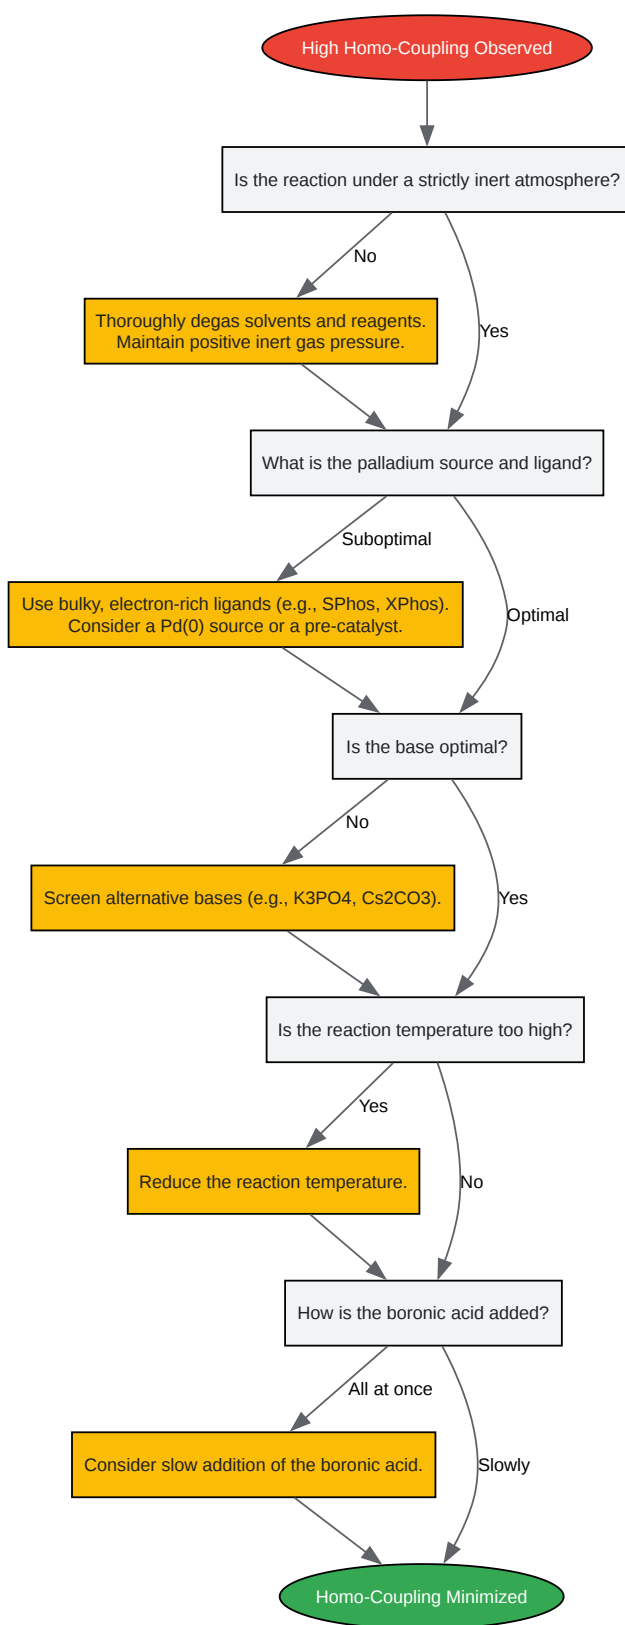 High Homo-Coupling Observed
Is the reaction under a strictly inert atmosphere?
No
Thoroughly degas solvents and reagents.
Maintain positive inert gas pressure.
Yes
What is the palladium source and ligand?
Suboptimal
Use bulky, electron-rich ligands (e.g., SPhos, XPhos).
Consider a Pd(0) source or a pre-catalyst.
Optimal
Is the base optimal?
No
Screen alternative bases (e.g., K3PO4, Cs2CO3).
Yes
Is the reaction temperature too high?
Yes
Reduce the reaction temperature.
No
How is the boronic acid added?
All at once
Consider slow addition of the boronic acid.
Slowly
Homo-Coupling Minimized